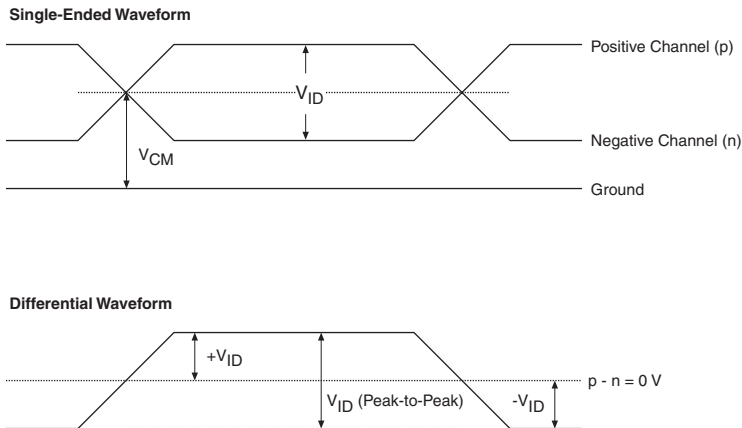 Single-Ended Waveform
Positive Channel (p)
VID
Negative Channel (n)
VCM
Ground
Differential Waveform
+VID
p - n = 0 V
VID (Peak-to-Peak)
-VID